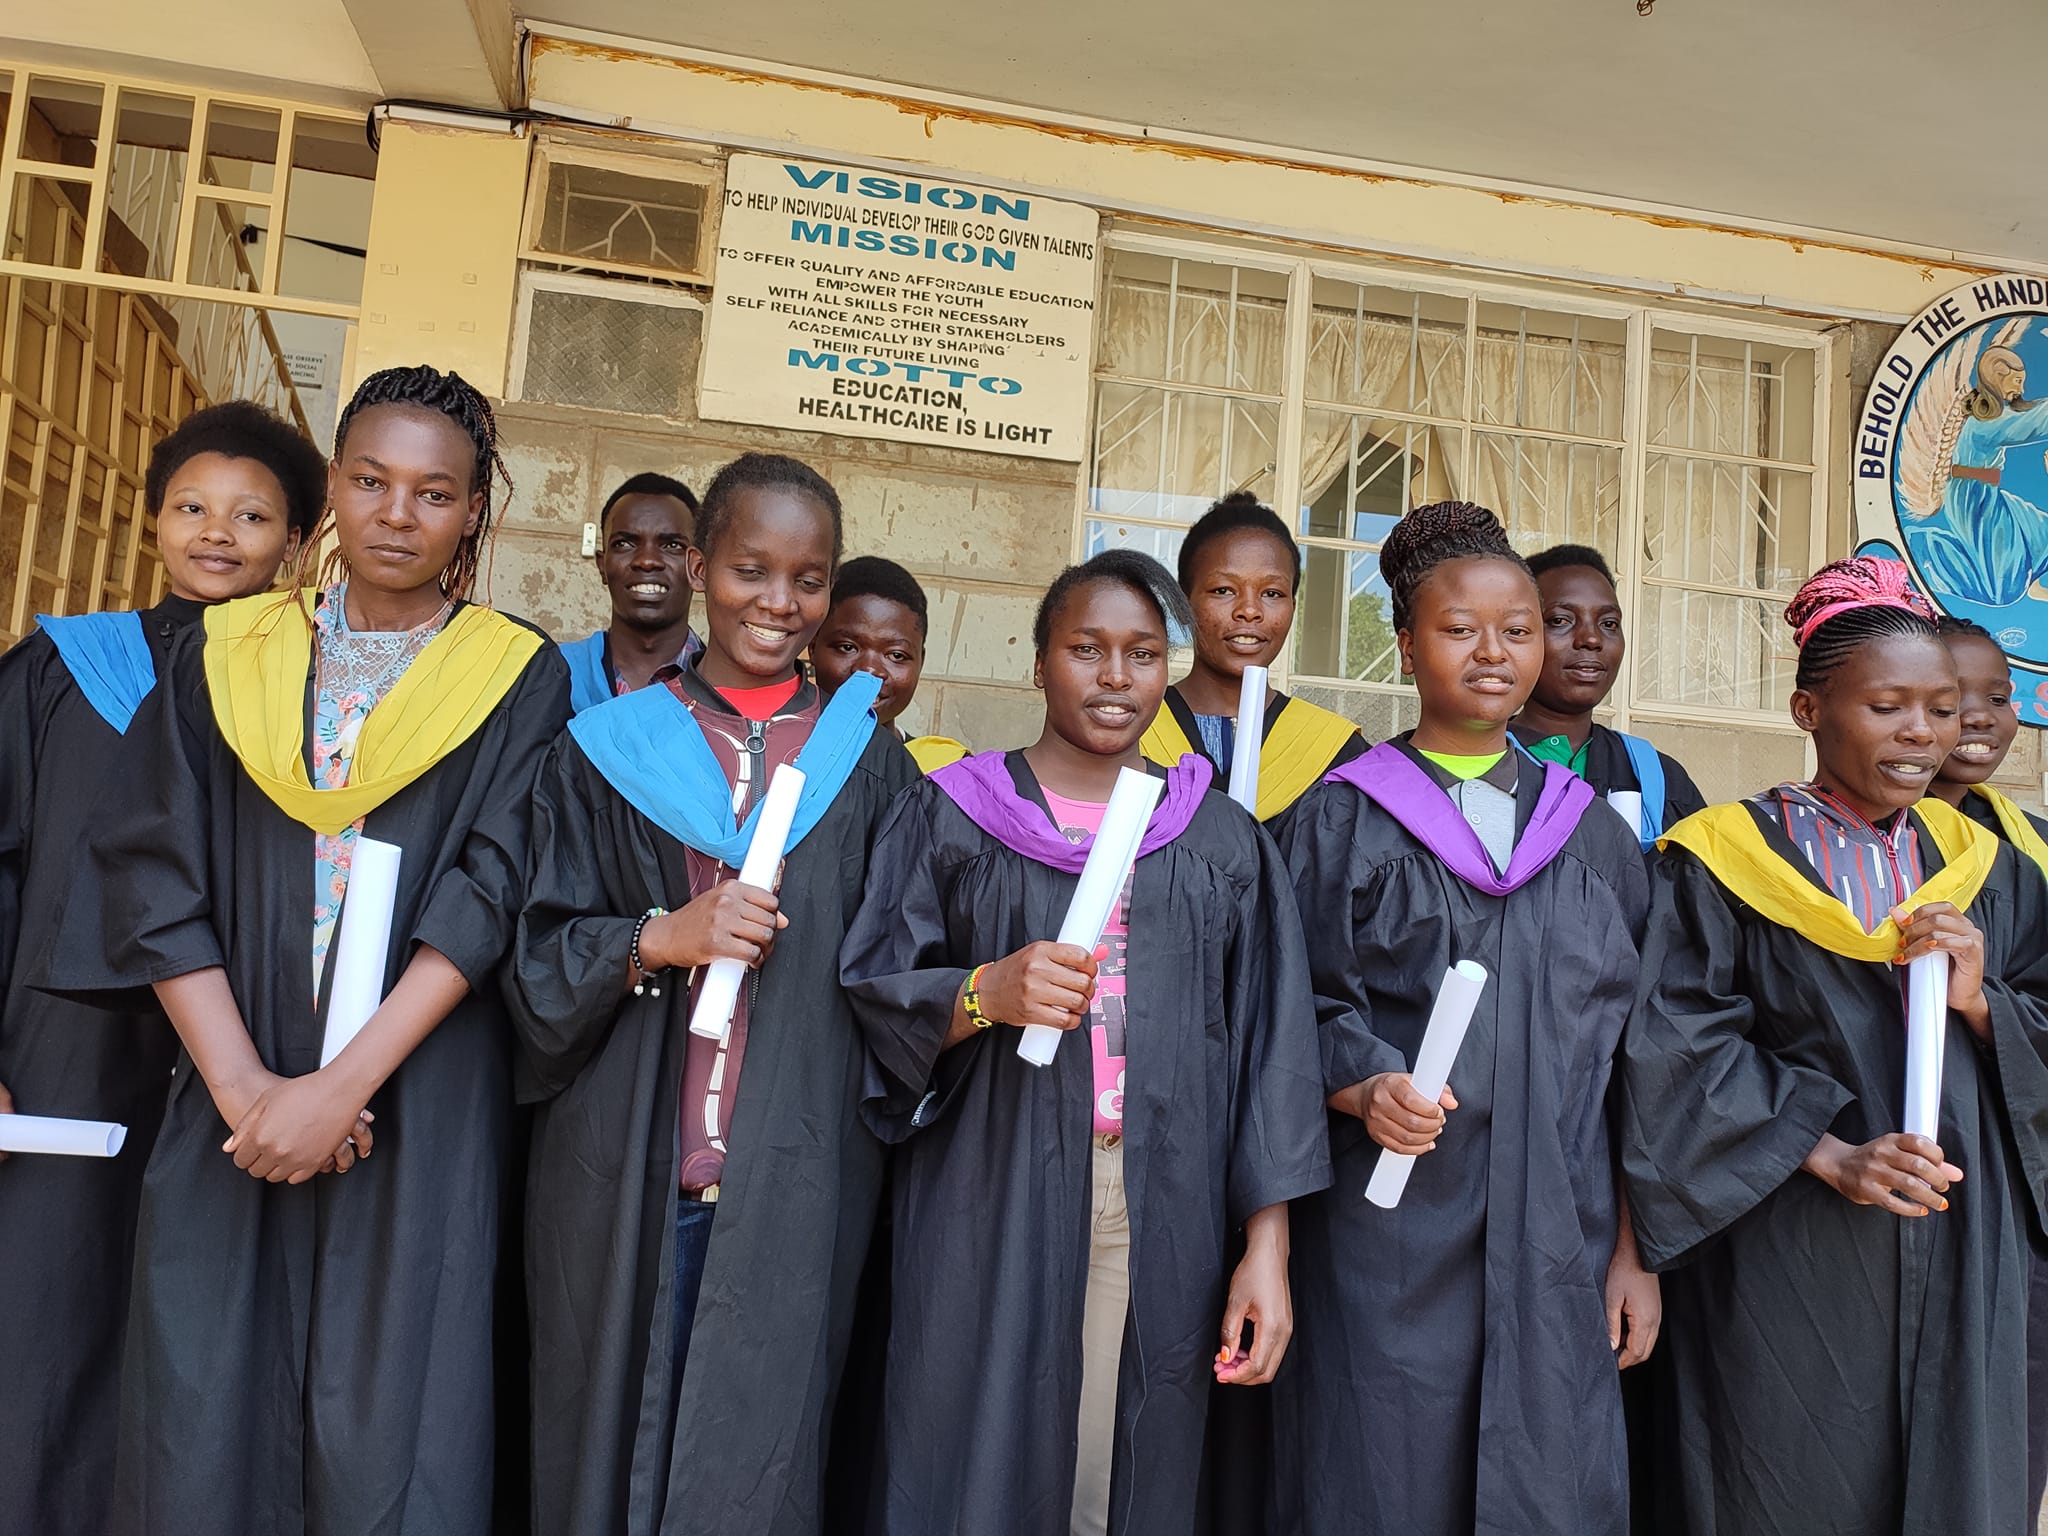 VISION
TO HELP INDIVIDUAL DEVELOP THEIR GOD GIVEN TALENTS
MISSION
TO OFFER QUALITY AND AFFORDABLE EDUCATION
EMPOWER THE YOUTH
WITH ALL SKILLS FOR NECESSARY
SELF RELIANCE AND OTHER STAKEHOLDERS
ACADEMICALLY BY SHAPING
THEIR FUTURE LIVING
MOTTO
EDUCATION,
HEALTHCARE IS LIGHT
BEHOLD THE HAND
OBSERVE
SOCIAL